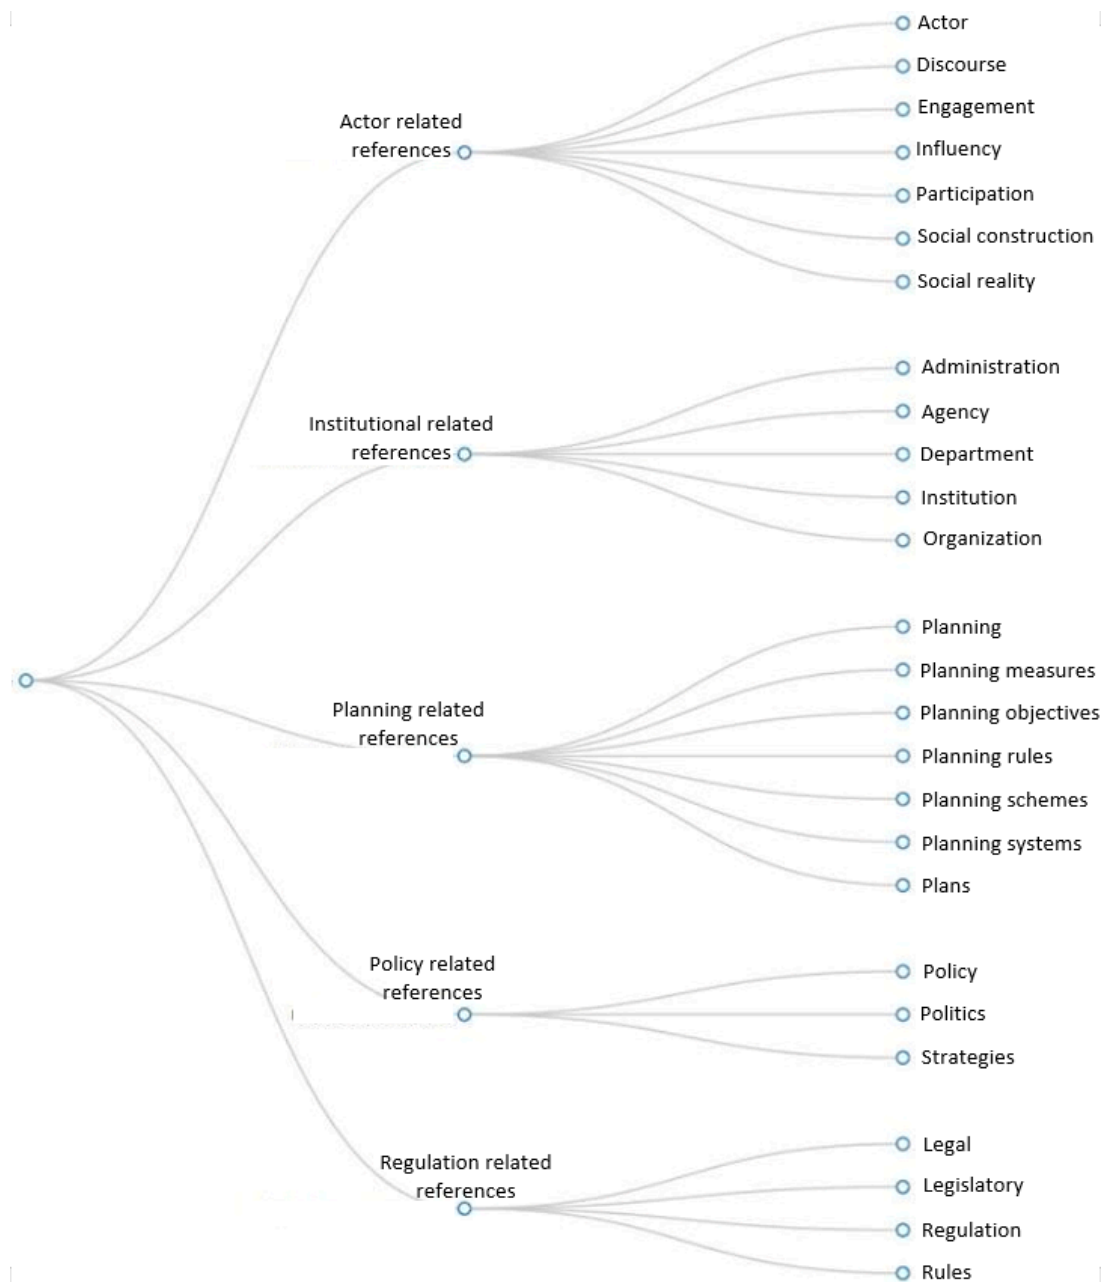 Actor related
references
Actor
Discourse
Engagement
Influency
Participation
Social construction
Social reality
Institutional related
references
Administration
Agency
Department
Institution
Organization
Planning related
references
Planning
Planning measures
Planning objectives
Planning rules
Planning schemes
Planning systems
Plans
Policy related
references
Policy
Politics
Strategies
Regulation related
references
Legal
Legislatory
Regulation
Rules